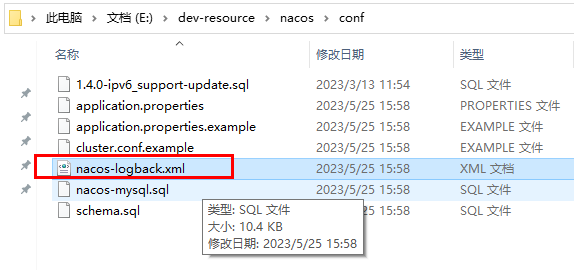 此电脑 › 文档 (E:) › dev-resource › nacos › conf
名称 修改日期 类型
1.4.0-ipv6_support-update.sql 2023/3/13 11:54 SQL 文件
application.properties 2023/5/25 15:58 PROPERTIES 文件
application.properties.example 2023/5/25 15:58 EXAMPLE 文件
cluster.conf.example 2023/5/25 15:58 EXAMPLE 文件
nacos-logback.xml 2023/5/25 15:58 XML 文档
nacos-mysql.sql 2023/5/25 15:58 SQL 文件
schema.sql 2023/5/25 15:58 SQL 文件
类型: SQL 文件
大小: 10.4 KB
修改日期: 2023/5/25 15:58